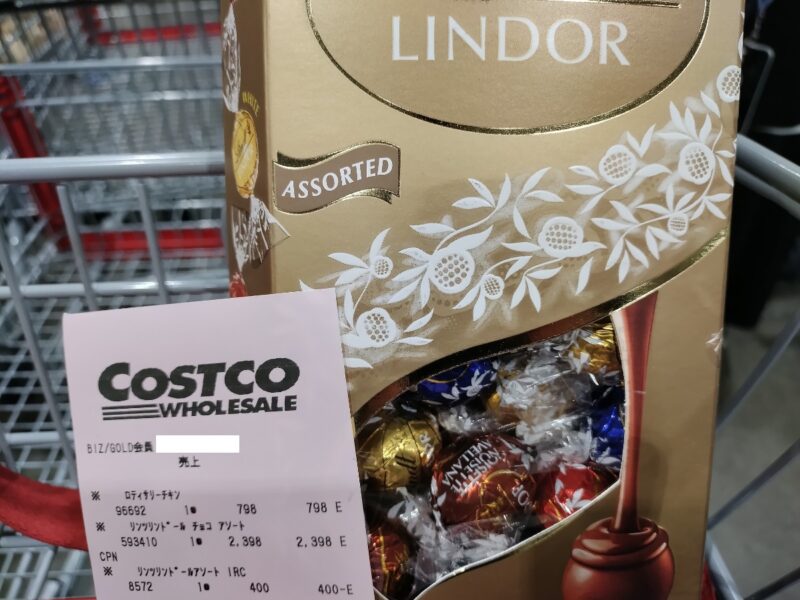 LINDOR
WHITE
ASSORTED
NOISETTE
COSTCO
WHOLESALE
BIZ/GOLD会員
売上
※ ロティサリーチキン
96692 1● 798 798 E
※ リンツリンドール チョコ アソート
593410 1● 2,398 2,398 E
CPN
※ リンツリンドールアソート IRC
8572 1● 400 400-E